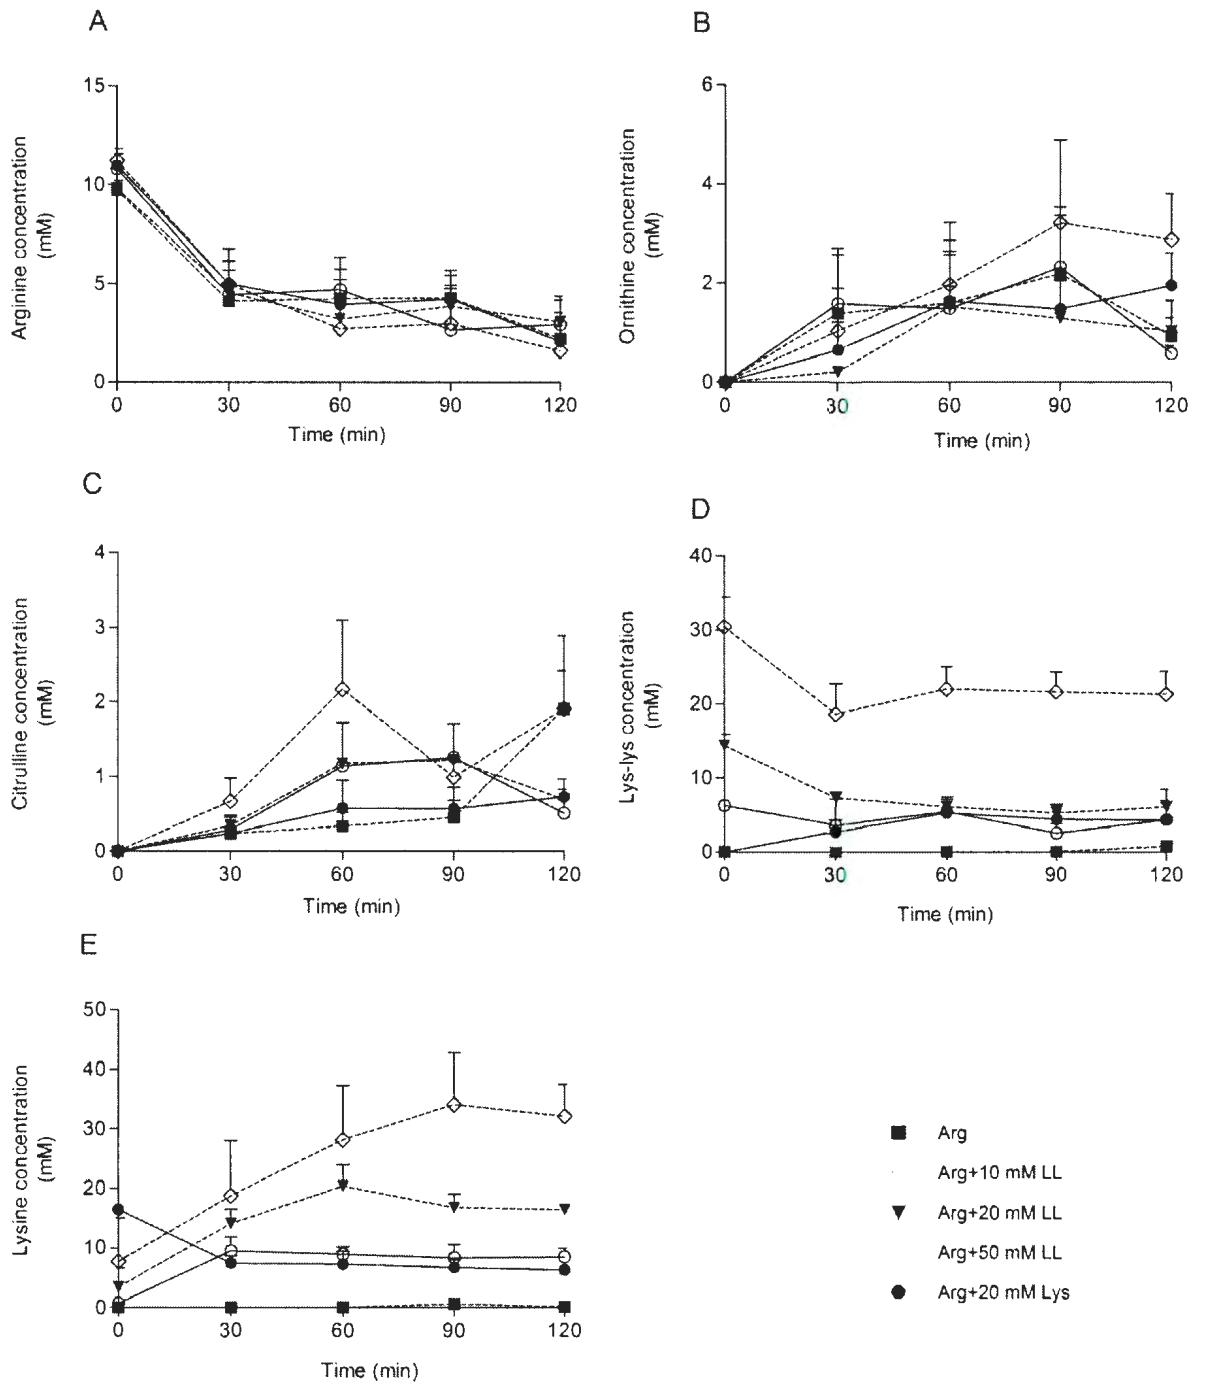 A
15
10
5
0
Arginine concentration
(mM)
0 30 60 90 120
Time (min)
B
6
4
2
0
Ornithine concentration
(mM)
0 30 60 90 120
Time (min)
C
4
3
2
1
0
Citrulline concentration
(mM)
0 30 60 90 120
Time (min)
D
40
30
20
10
0
Lys-lys concentration
(mM)
0 30 60 90 120
Time (min)
E
50
40
30
20
10
0
Lysine concentration
(mM)
0 30 60 90 120
Time (min)
Arg
Arg+10 mM LL
Arg+20 mM LL
Arg+50 mM LL
Arg+20 mM Lys